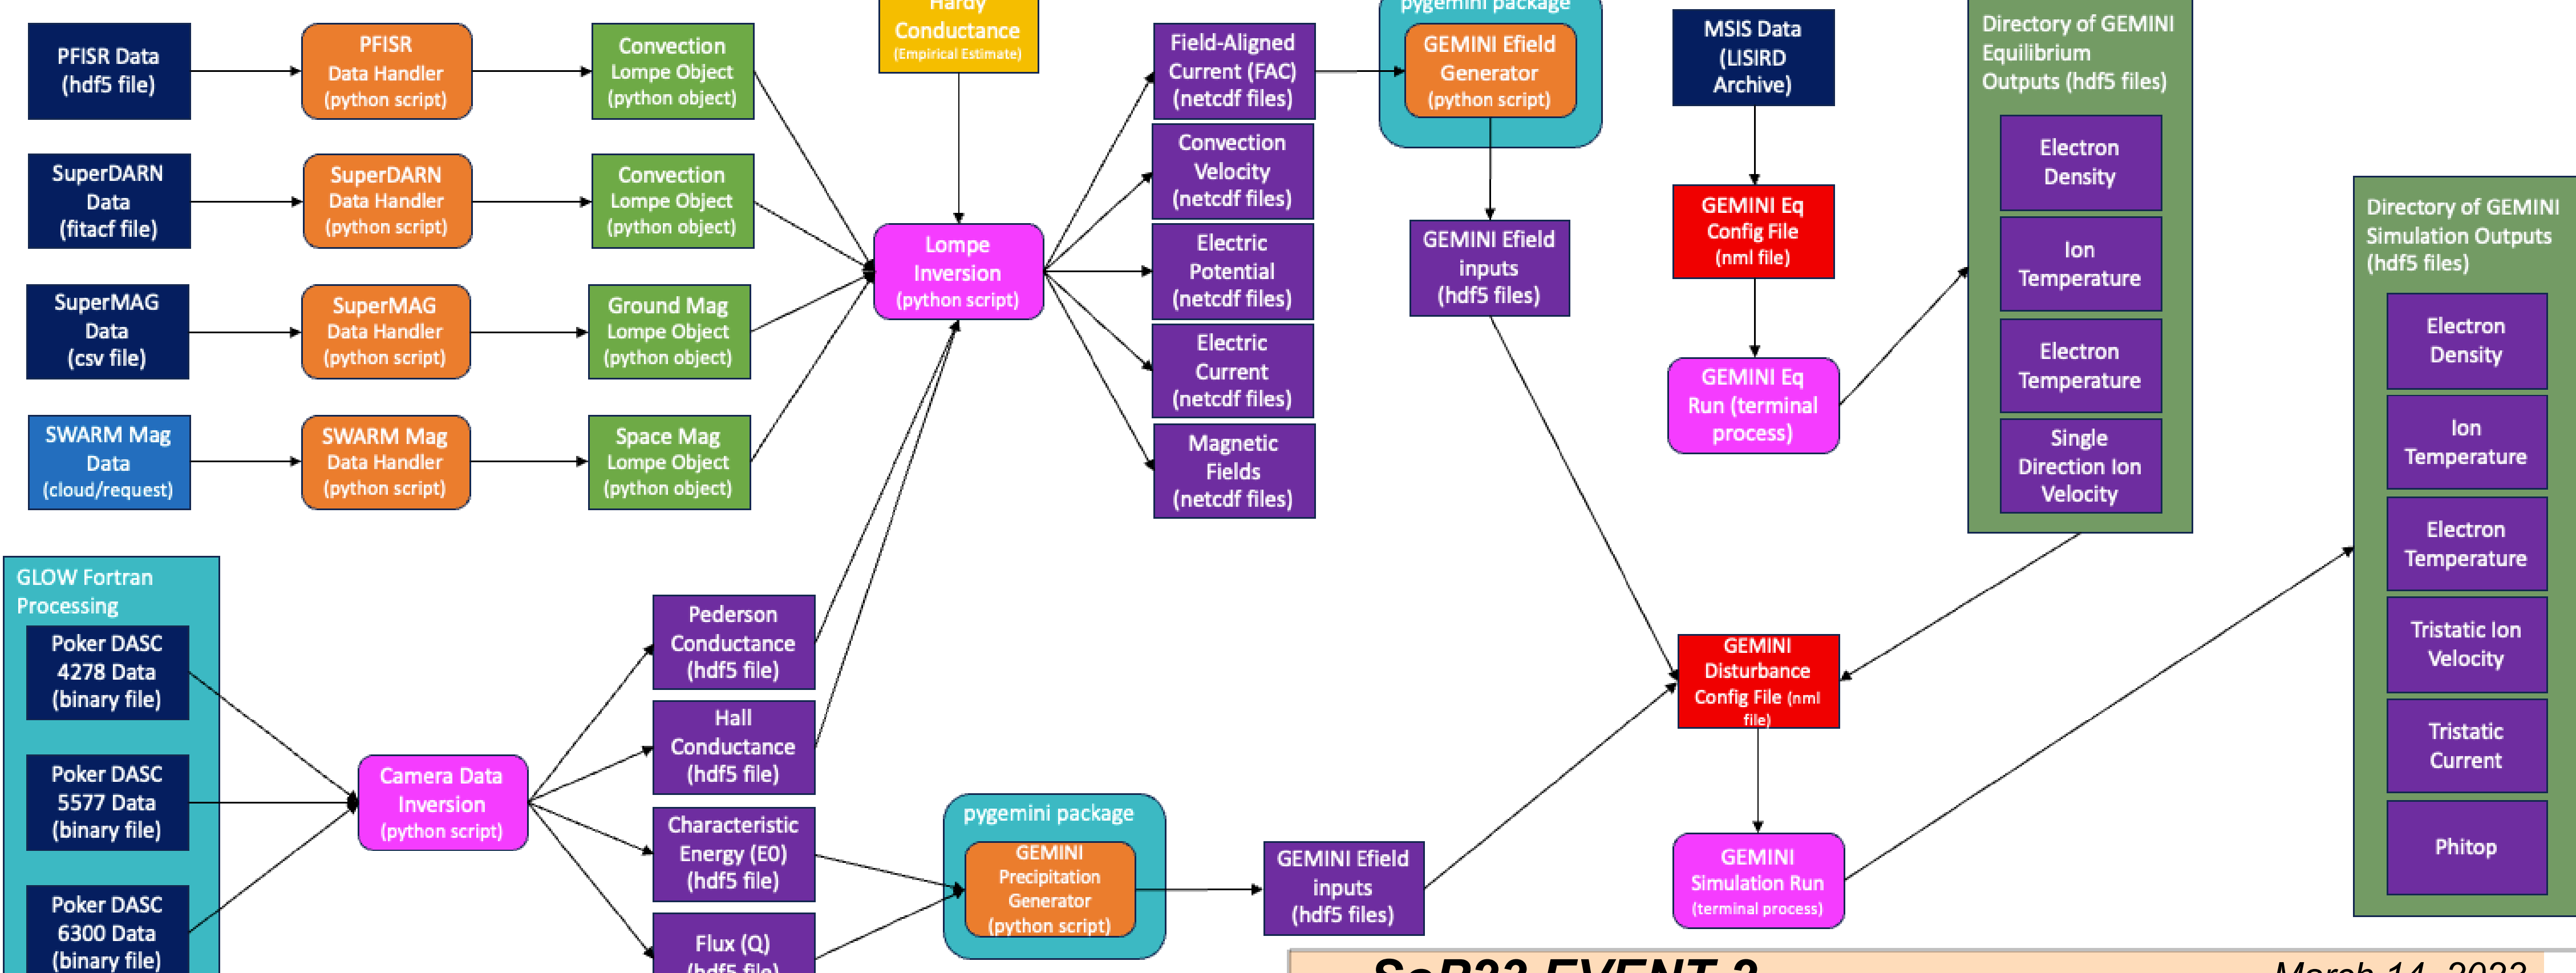 PFISR Data
(hdf5 file)
PFISR
Data Handler
(python script)
Convection
Lompe Object
(python object)
Hardy
Conductance
(Empirical Estimate)
SuperDARN
Data
(fitacf file)
SuperDARN
Data Handler
(python script)
Convection
Lompe Object
(python object)
SuperMAG
Data
(csv file)
SuperMAG
Data Handler
(python script)
Ground Mag
Lompe Object
(python object)
SWARM Mag
Data
(cloud/request)
SWARM Mag
Data Handler
(python script)
Space Mag
Lompe Object
(python object)
Lompe
Inversion
(python script)
Field-Aligned
Current (FAC)
(netcdf files)
Convection
Velocity
(netcdf files)
Electric
Potential
(netcdf files)
Electric
Current
(netcdf files)
Magnetic
Fields
(netcdf files)
pygemini package
GEMINI Efield
Generator
(python script)
GEMINI Efield
inputs
(hdf5 files)
MSIS Data
(LISIRD
Archive)
GEMINI Eq
Config File
(nml file)
GEMINI Eq
Run (terminal
process)
Directory of GEMINI
Equilibrium
Outputs (hdf5 files)
Electron
Density
Ion
Temperature
Electron
Temperature
Single
Direction Ion
Velocity
Directory of GEMINI
Simulation Outputs
(hdf5 files)
Electron
Density
Ion
Temperature
Electron
Temperature
Tristatic Ion
Velocity
Tristatic
Current
Phitop
GLOW Fortran
Processing
Poker DASC
4278 Data
(binary file)
Poker DASC
5577 Data
(binary file)
Poker DASC
6300 Data
(binary file)
Camera Data
Inversion
(python script)
Pederson
Conductance
(hdf5 file)
Hall
Conductance
(hdf5 file)
Characteristic
Energy (E0)
(hdf5 file)
Flux (Q)
(hdf5 file)
pygemini package
GEMINI
Precipitation
Generator
(python script)
GEMINI Efield
inputs
(hdf5 files)
GEMINI
Disturbance
Config File (nml
file)
GEMINI
Simulation Run
(terminal process)
EVENT 2
March 14, 2023